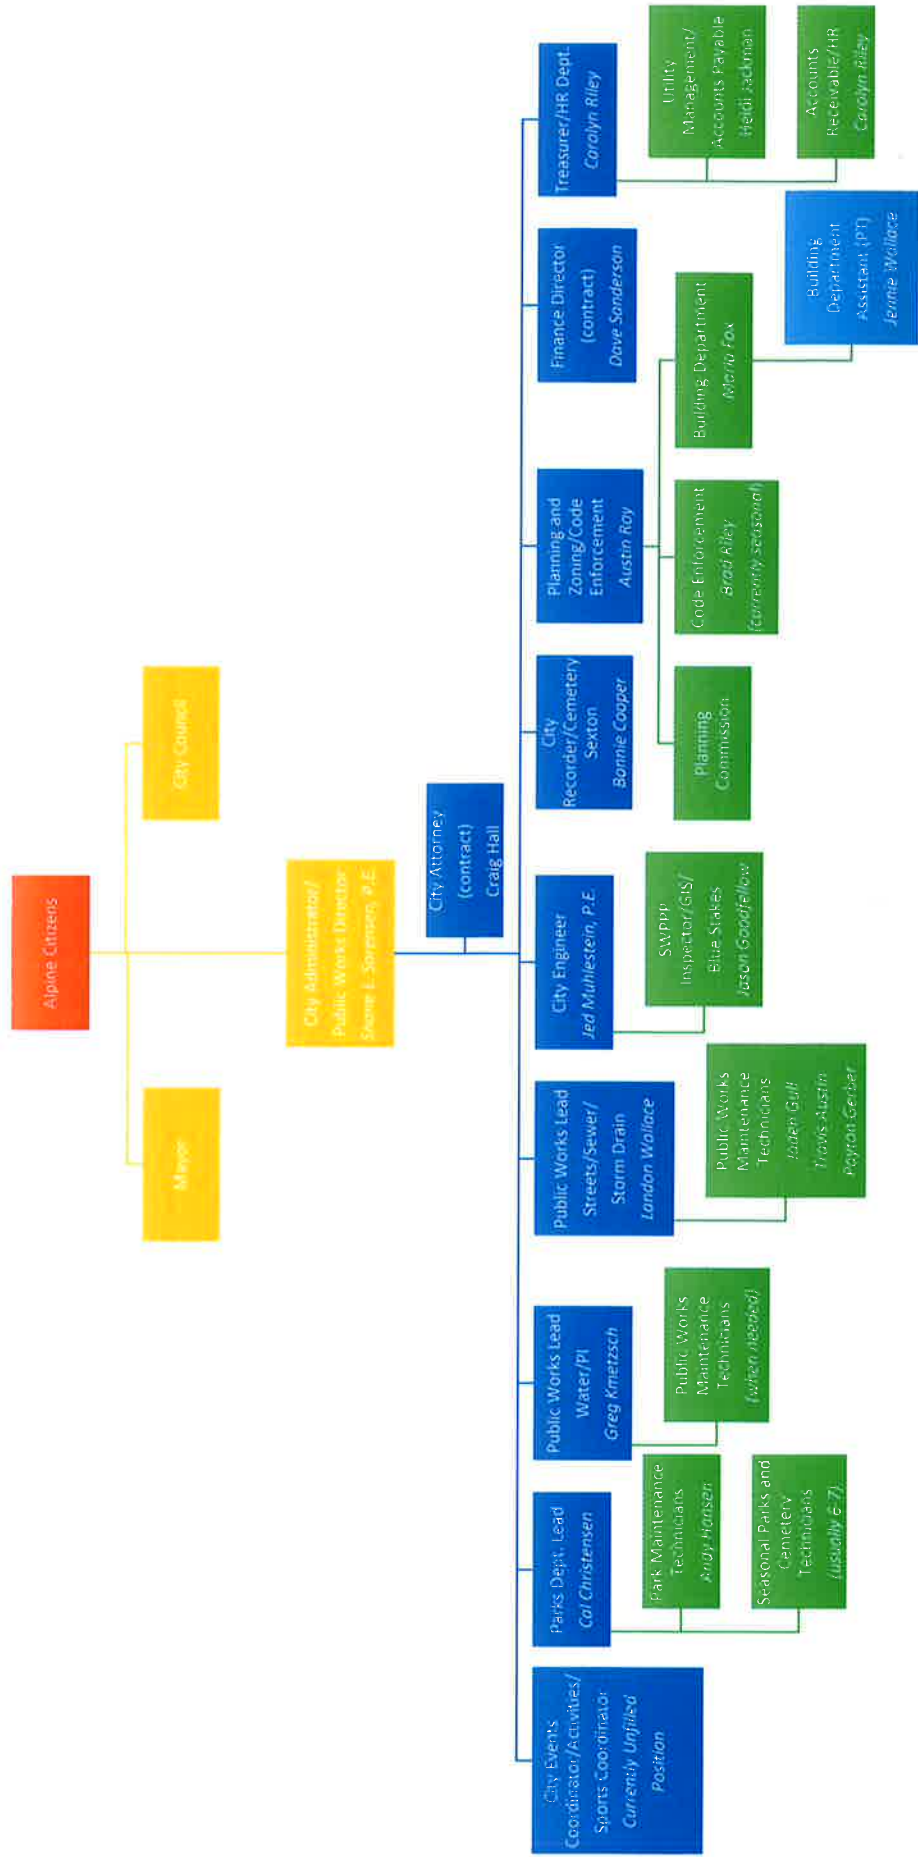 Alpine Citizens
Mayor
City Council
City Administrator/
Public Works Director
Shane L. Sorensen, P.E.
City Attorney
(contract)
Craig Hall
City Events
Coordinator/Activities/
Sports Coordinator
Currently Unfilled
Position
Parks Dept. Lead
Cal Christensen
Park Maintenance
Technicians
Andy Hansen
Seasonal Parks and
Cemetery
Technicians
(usually 6-7)
Public Works Lead
Water/PI
Greg Kmetzsch
Public Works
Maintenance
Technicians
(when needed)
Public Works Lead
Streets/Sewer/
Storm Drain
Landon Wallace
Public Works
Maintenance
Technicians
Jaden Gull
Travis Austin
Payton Gerber
City Engineer
Jed Muhlestein, P.E.
SWPPP
Inspector/GIS/
Blue Stakes
Jason Goodfellow
City
Recorder/Cemetery
Sexton
Bonnie Cooper
Planning and
Zoning/Code
Enforcement
Austin Roy
Planning
Commission
Code Enforcement
Brad Riley
(currently seasonal)
Building Department
Maria Fox
Building
Department
Assistant (PT)
Jennie Wallace
Finance Director
(contract)
Dave Sanderson
Treasurer/HR Dept.
Carolyn Riley
Utility
Management/
Accounts Payable
Heidi Jackman
Accounts
Receivable/HR
Carolyn Riley